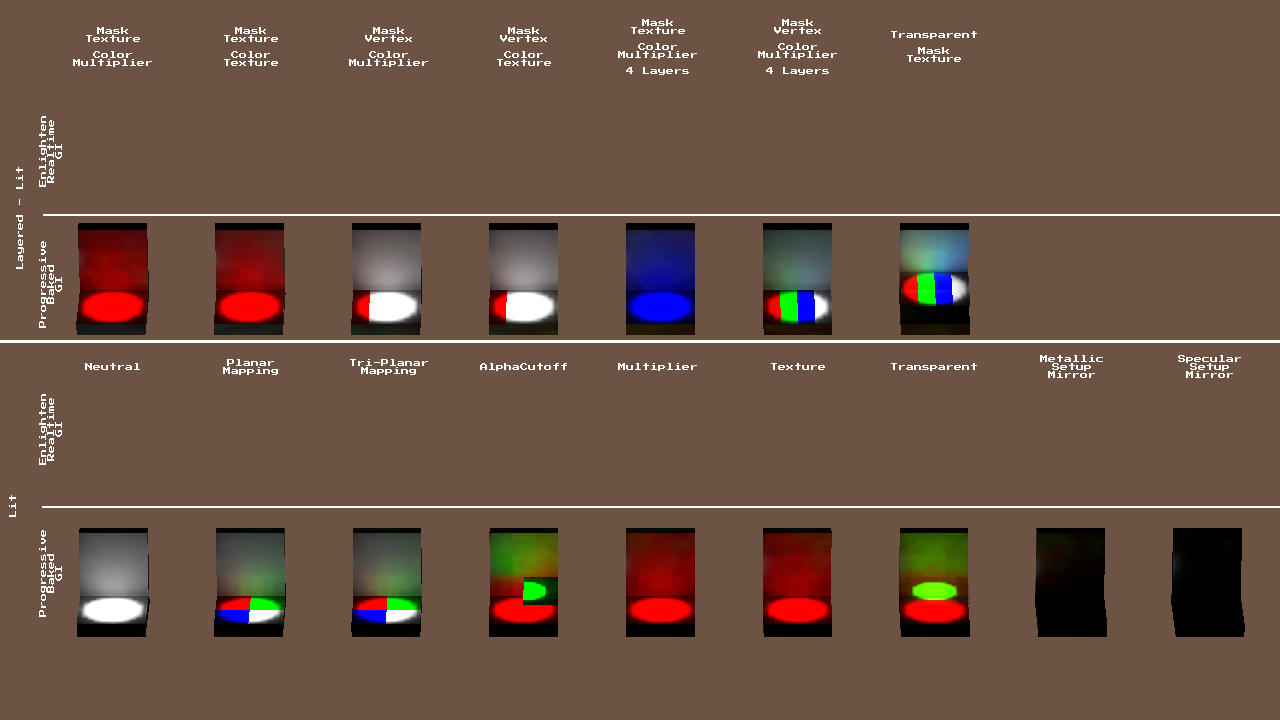 Mask
Texture
Color
Multiplier
Mask
Texture
Color
Texture
Mask
Vertex
Color
Multiplier
Mask
Vertex
Color
Texture
Mask
Texture
Color
Multiplier
4 Layers
Mask
Vertex
Color
Multiplier
4 Layers
Transparent
Mask
Texture
Layered - Lit
Enlighten
Realtime
GI
Progressive
Baked
GI
Neutral
Planar
Mapping
Tri-Planar
Mapping
AlphaCutoff
Multiplier
Texture
Transparent
Metallic
Setup
Mirror
Specular
Setup
Mirror
Lit
Enlighten
Realtime
GI
Progressive
Baked
GI